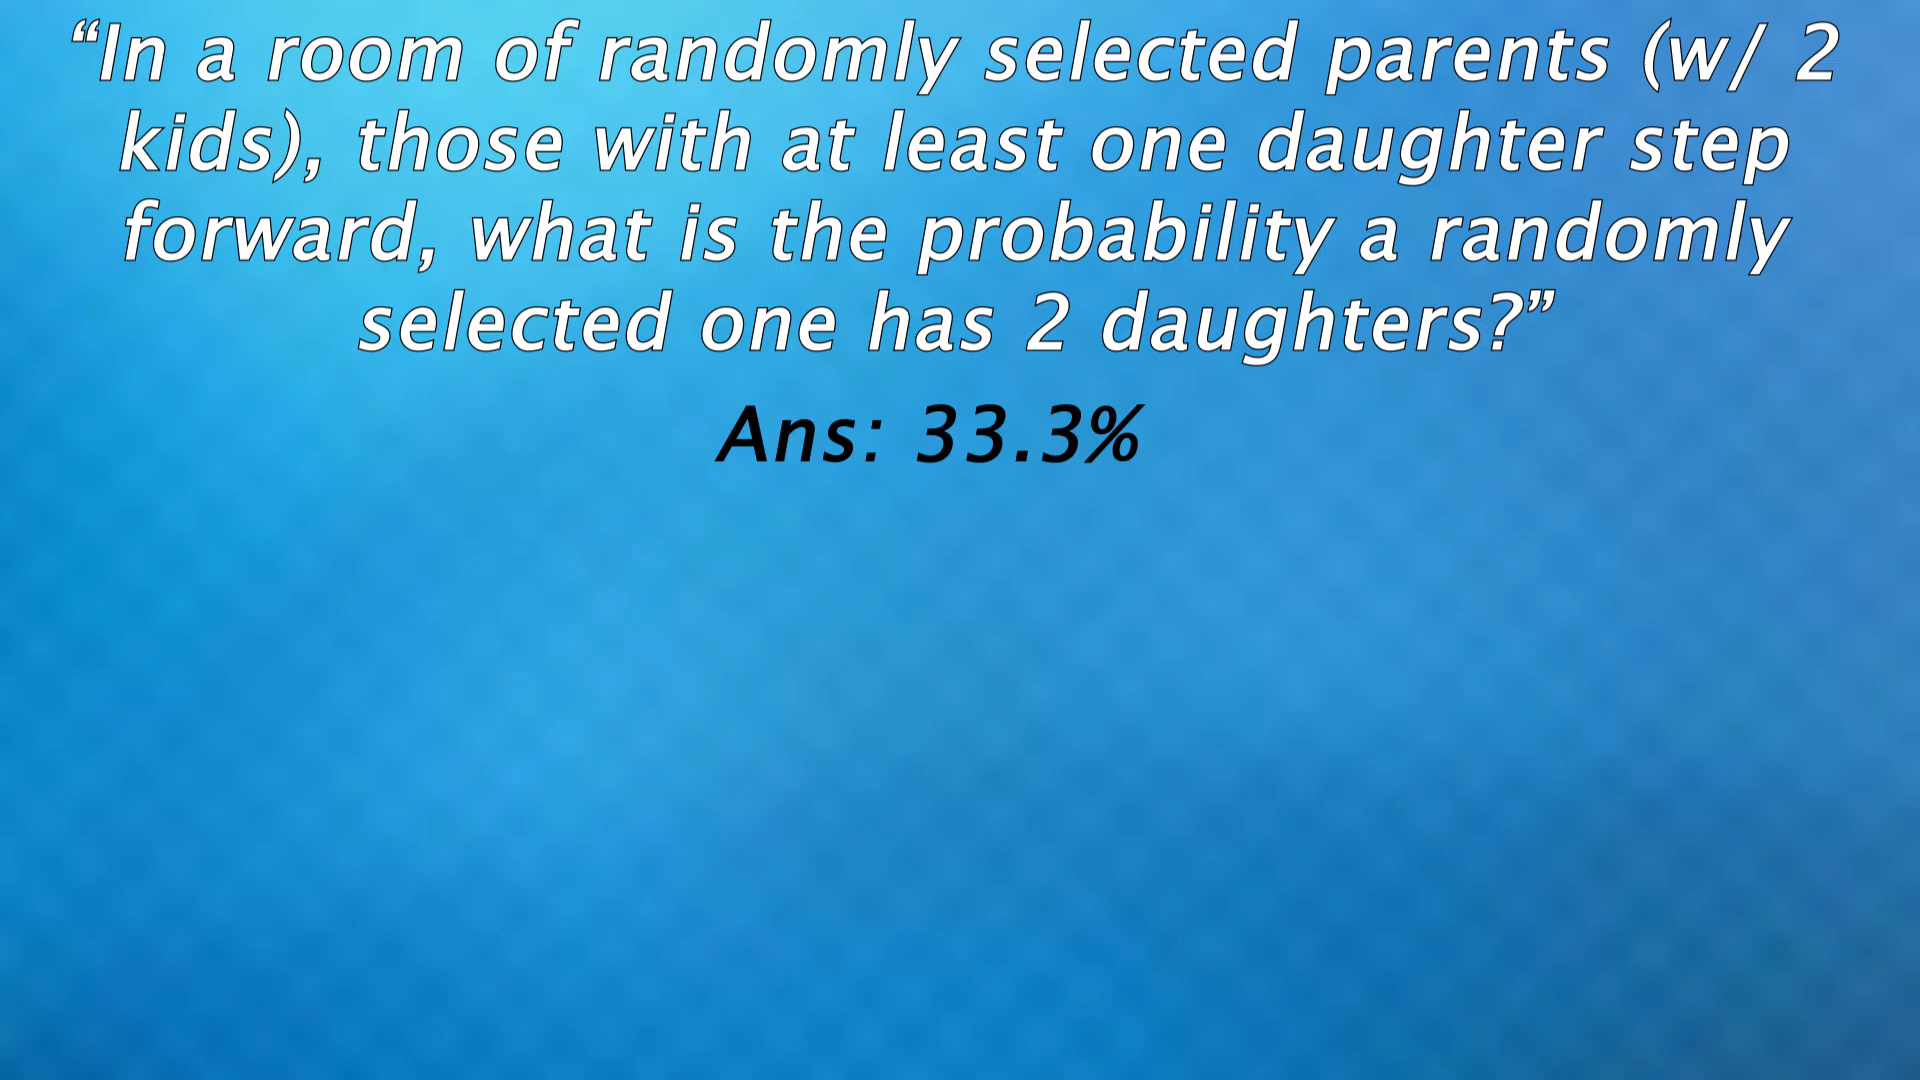 “In a room of randomly selected parents (w/ 2
kids), those with at least one daughter step
forward, what is the probability a randomly
selected one has 2 daughters?”
Ans: 33.3%